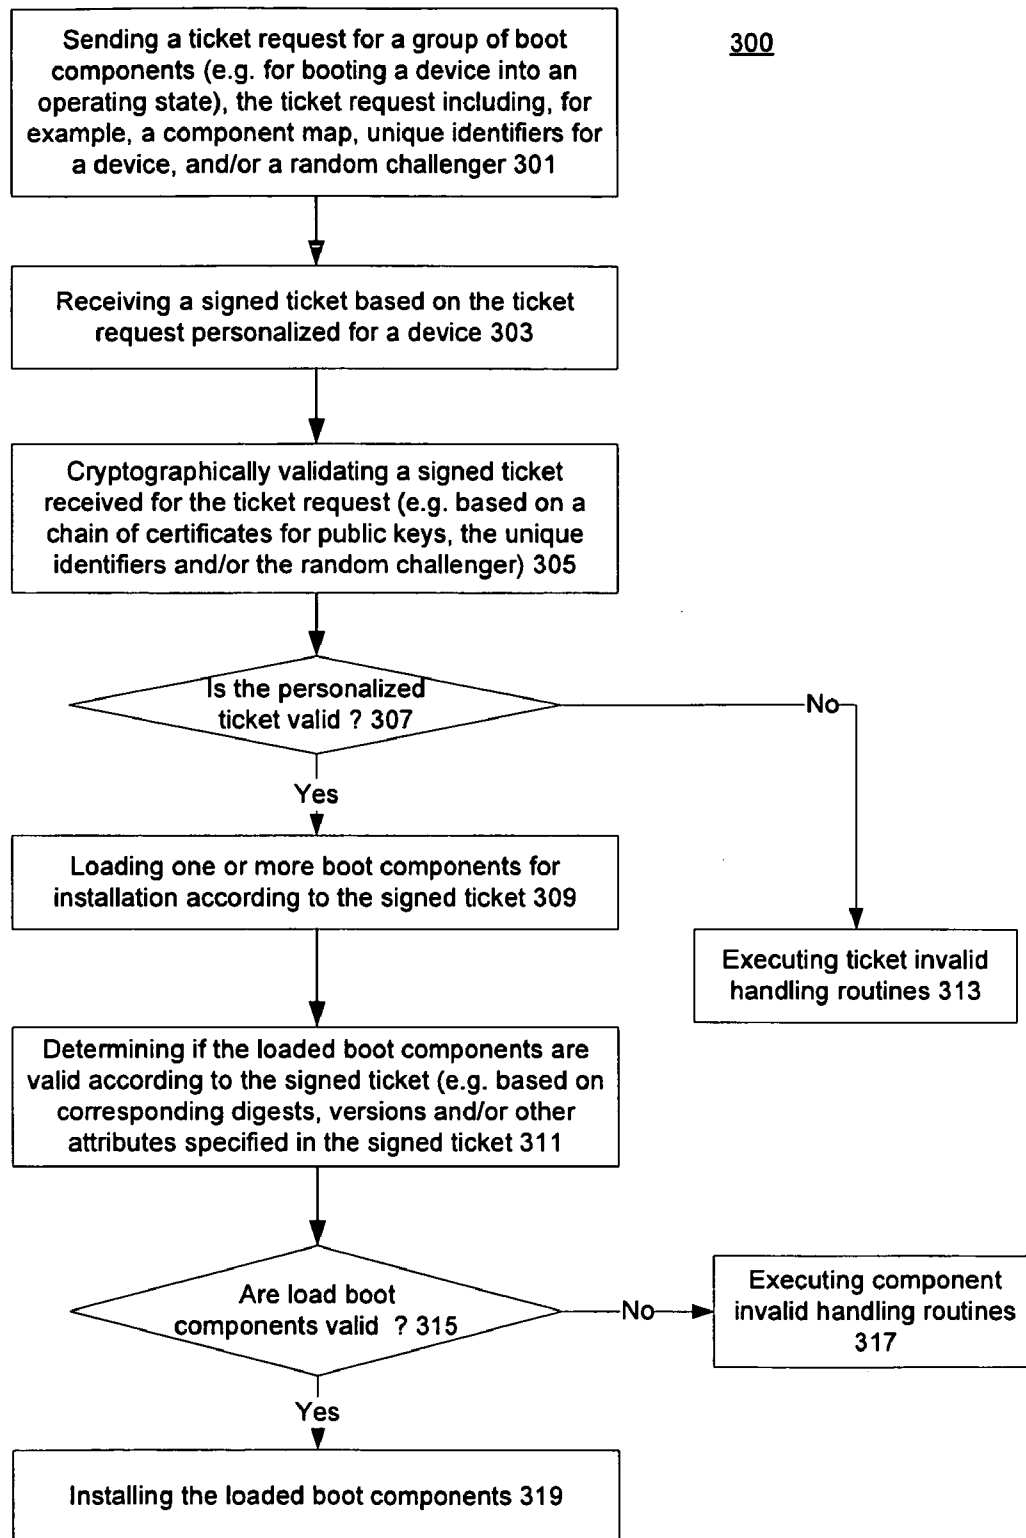 300
Sending a ticket request for a group of boot
components (e.g. for booting a device into an
operating state), the ticket request including, for
example, a component map, unique identifiers for
a device, and/or a random challenger 301
Receiving a signed ticket based on the ticket
request personalized for a device 303
Cryptographically validating a signed ticket
received for the ticket request (e.g. based on a
chain of certificates for public keys, the unique
identifiers and/or the random challenger) 305
Is the personalized
ticket valid ? 307
No
Yes
Loading one or more boot components for
installation according to the signed ticket 309
Executing ticket invalid
handling routines 313
Determining if the loaded boot components are
valid according to the signed ticket (e.g. based on
corresponding digests, versions and/or other
attributes specified in the signed ticket 311
Are load boot
components valid ? 315
No
Executing component
invalid handling routines
317
Yes
Installing the loaded boot components 319